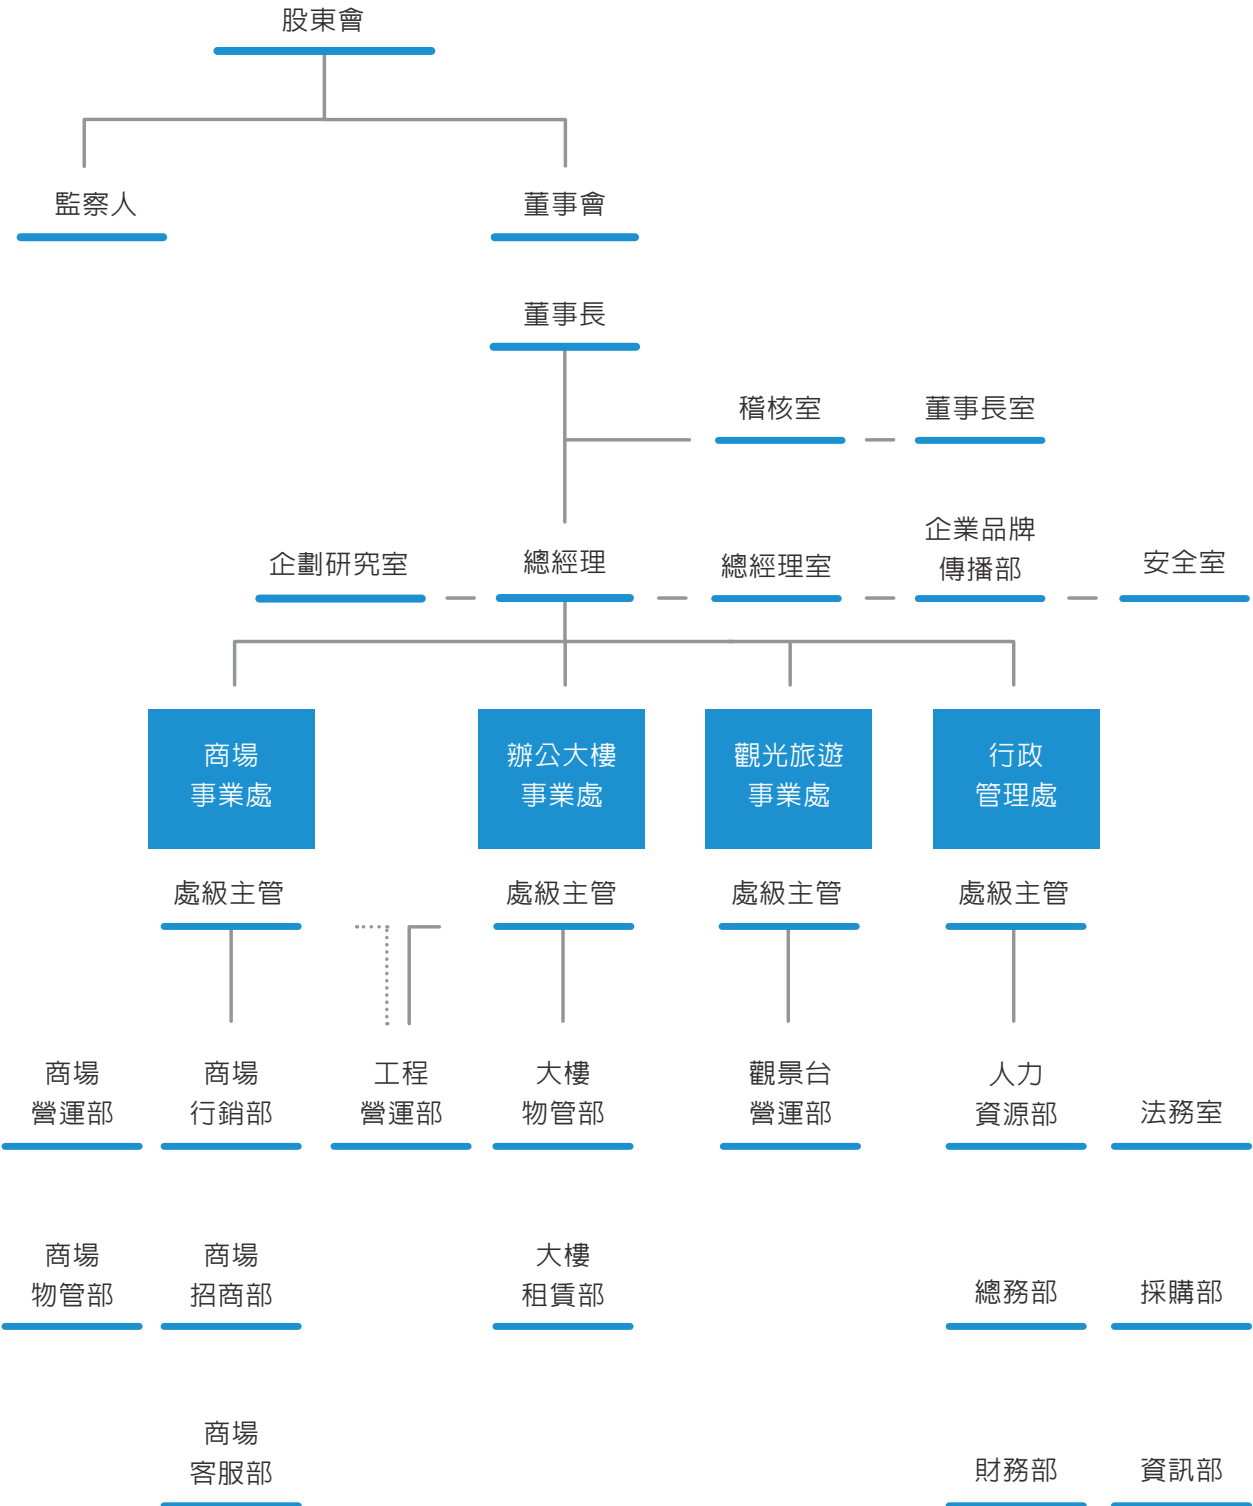 股東會
監察人
董事會
董事長
稽核室
董事長室
企劃研究室
總經理
總經理室
企業品牌
傳播部
安全室
商場
事業處
辦公大樓
事業處
觀光旅遊
事業處
行政
管理處
處級主管
處級主管
處級主管
處級主管
商場
營運部
商場
行銷部
工程
營運部
大樓
物管部
觀景台
營運部
人力
資源部
法務室
商場
物管部
商場
招商部
大樓
租賃部
總務部
採購部
商場
客服部
財務部
資訊部